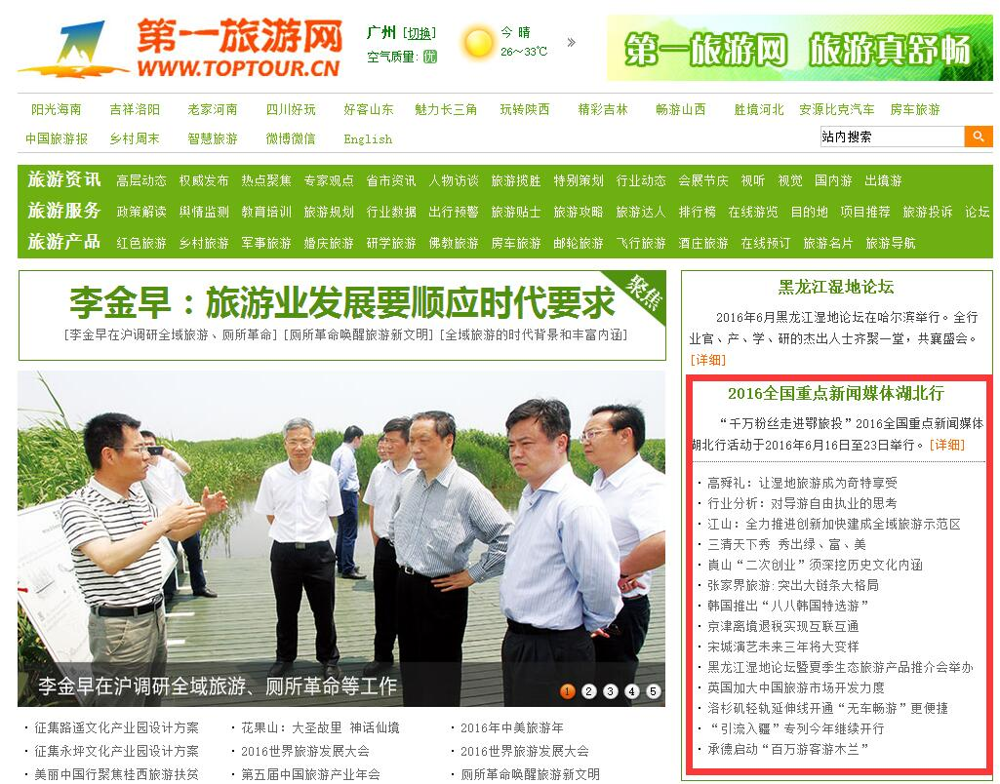 第一旅游网
WWW.TOPTOUR.CN
广州 [切换]
空气质量: 优
今 晴
26~33℃
»
第一旅游网 旅游真舒畅
阳光海南 吉祥洛阳 老家河南 四川好玩 好客山东 魅力长三角 玩转陕西 精彩吉林 畅游山西 胜境河北 安源比克汽车 房车旅游
中国旅游报 乡村周末 智慧旅游 微博微信 English
站内搜索
旅游资讯 高层动态 权威发布 热点聚焦 专家观点 省市资讯 人物访谈 旅游揽胜 特别策划 行业动态 会展节庆 视听 视觉 国内游 出境游
旅游服务 政策解读 舆情监测 教育培训 旅游规划 行业数据 出行预警 旅游贴士 旅游攻略 旅游达人 排行榜 在线游览 目的地 项目推荐 旅游投诉 论坛
旅游产品 红色旅游 乡村旅游 军事旅游 婚庆旅游 研学旅游 佛教旅游 房车旅游 邮轮旅游 飞行旅游 酒庄旅游 在线预订 旅游名片 旅游导航
李金早：旅游业发展要顺应时代要求
聚焦
[李金早在沪调研全域旅游、厕所革命] [厕所革命唤醒旅游新文明] [全域旅游的时代背景和丰富内涵]
李金早在沪调研全域旅游、厕所革命等工作
1 2 3 4 5
· 征集路遥文化产业园设计方案
· 花果山：大圣故里 神话仙境
· 2016年中美旅游年
· 征集永坪文化产业园设计方案
· 2016世界旅游发展大会
· 2016世界旅游发展大会
· 美丽中国行聚焦桂西旅游扶贫
· 第五届中国旅游产业年会
· 厕所革命唤醒旅游新文明
黑龙江湿地论坛
2016年6月黑龙江湿地论坛在哈尔滨举行。全行
业官、产、学、研的杰出人士齐聚一堂，共襄盛会。
[详细]
2016全国重点新闻媒体湖北行
“千万粉丝走进鄂旅投”2016全国重点新闻媒体
湖北行活动于2016年6月16日至23日举行。[详细]
· 高舜礼：让湿地旅游成为奇特享受
· 行业分析：对导游自由执业的思考
· 江山：全力推进创新加快建成全域旅游示范区
· 三清天下秀 秀出绿、富、美
· 崀山“二次创业”须深挖历史文化内涵
· 张家界旅游:突出大链条大格局
· 韩国推出“八八韩国特选游”
· 京津离境退税实现互联互通
· 宋城演艺未来三年将大变样
· 黑龙江湿地论坛暨夏季生态旅游产品推介会举办
· 英国加大中国旅游市场开发力度
· 洛杉矶轻轨延伸线开通“无车畅游”更便捷
· “引流入疆”专列今年继续开行
· 承德启动“百万游客游木兰”